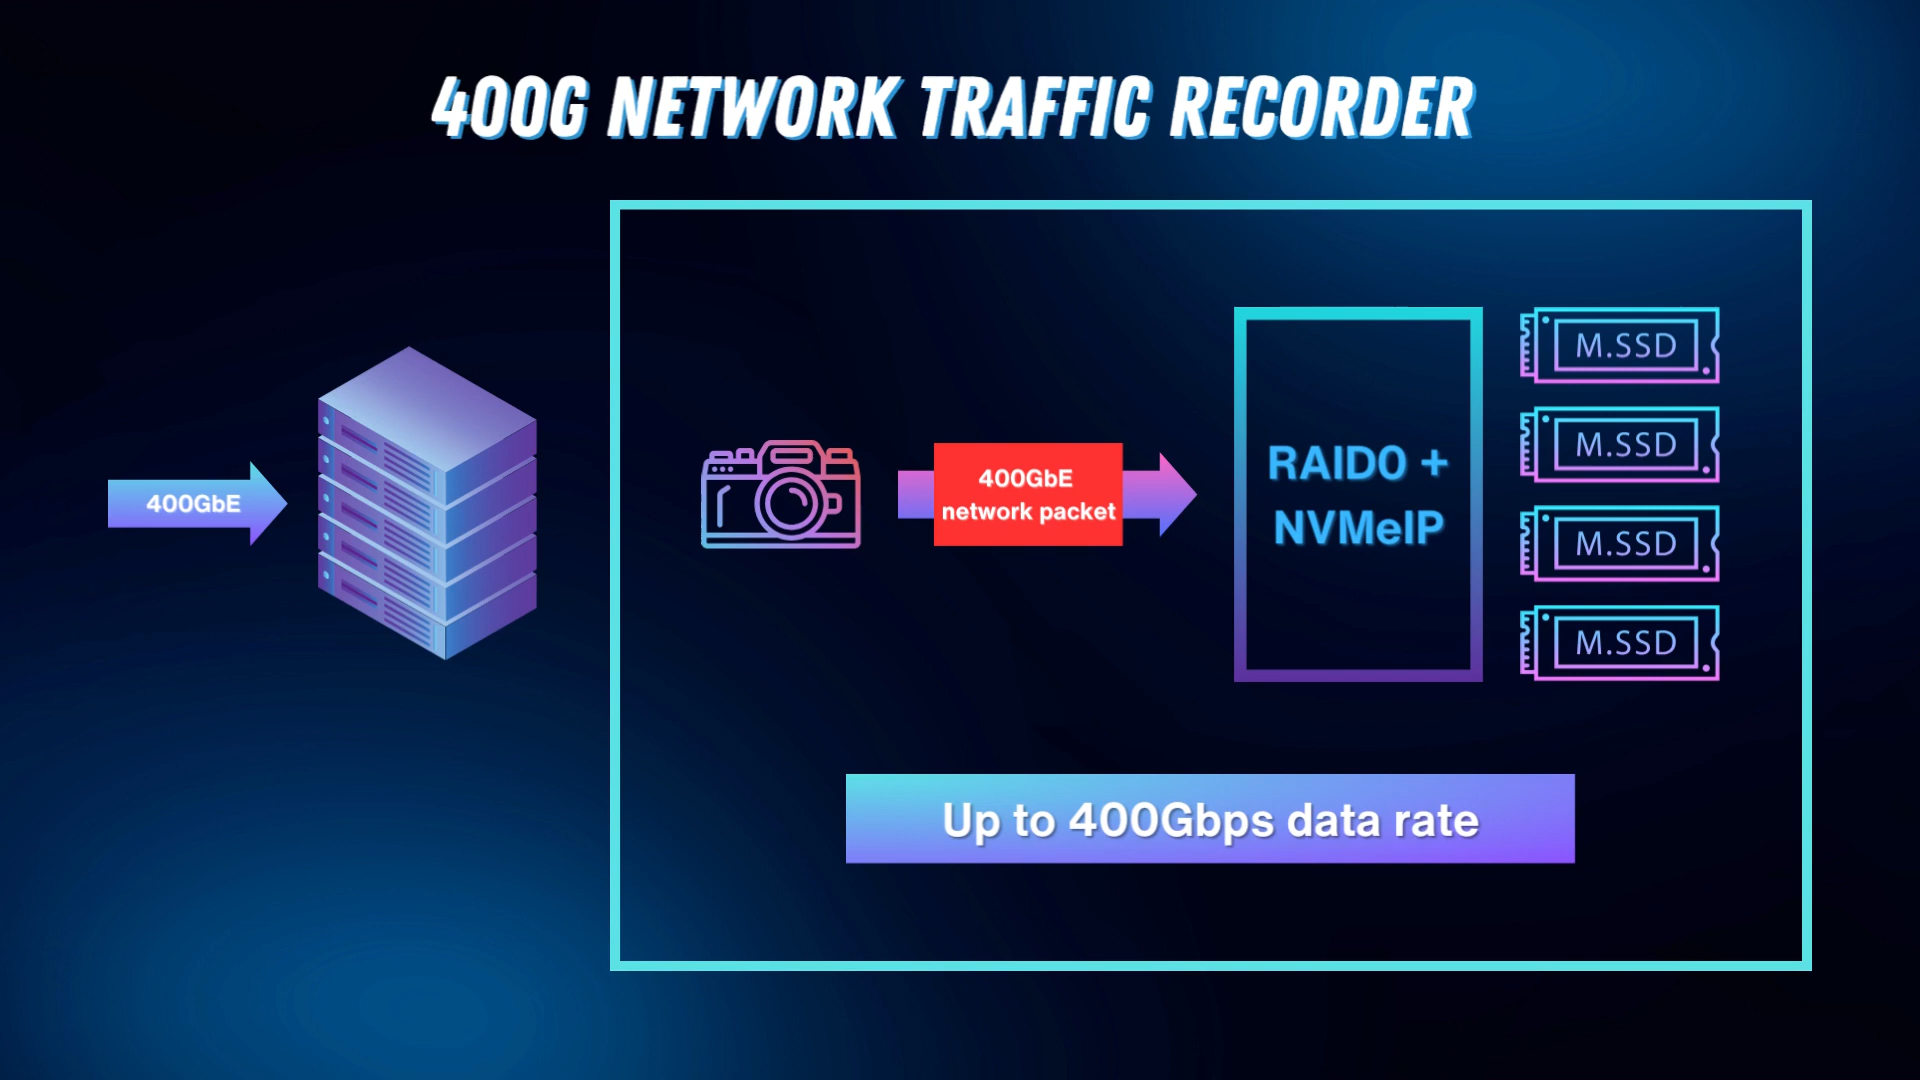 400G NETWORK TRAFFIC RECORDER
400GbE
400GbE
network packet
RAID0 +
NVMeIP
M.SSD
M.SSD
M.SSD
M.SSD
Up to 400Gbps data rate